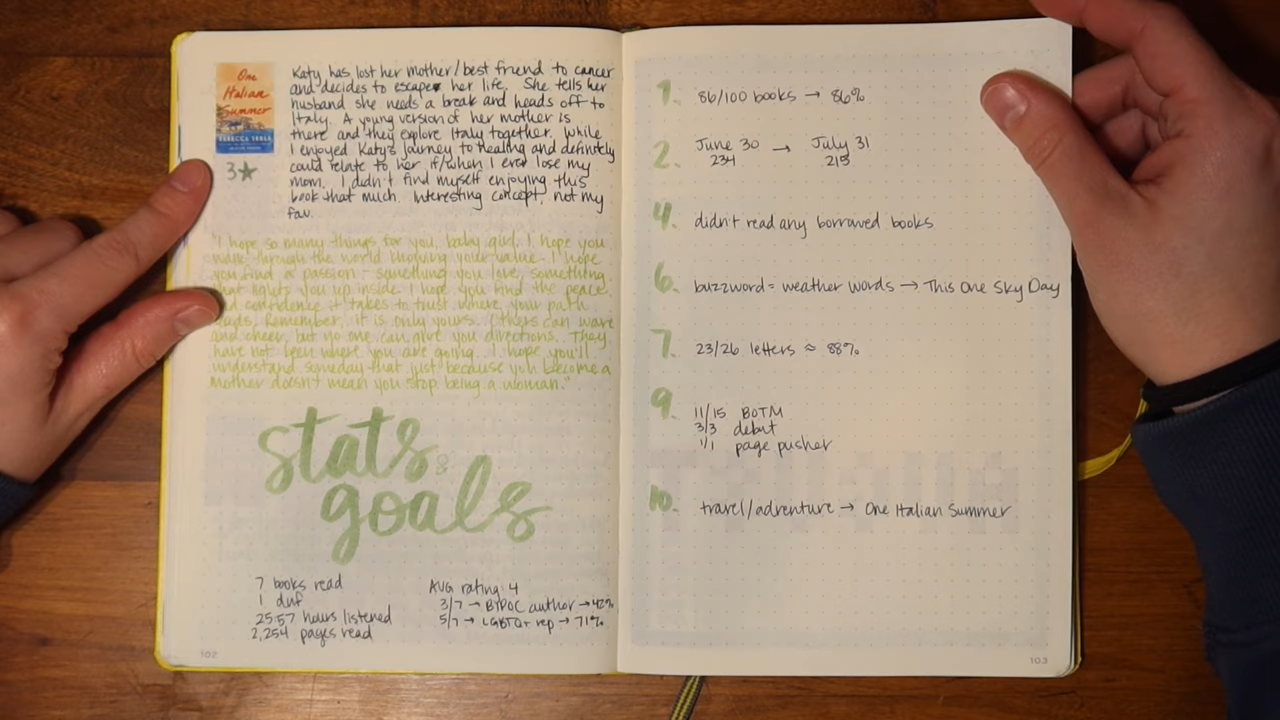 One
Italian
Summer
REBECCA SERLE
3★
Katy has lost her mother/best friend to cancer
and decides to escape her life. She tells her
husband she needs a break and heads off to
Italy. A young version of her mother is
there and they explore Italy together. While
I enjoyed Katy's journey to healing and definitely
could relate to her if/when I ever lose my
mom, I didn't find myself enjoying this
book that much. Interesting concept, not my
fav.
"I hope so many things for you, baby girl. I hope you
walk through the world knowing your value. I hope
you find a passion - something you love, something
that lights you up inside. I hope you find the peace
and confidence it takes to trust where your path
leads. Remember, it is only yours. Others can wave
and cheer, but no one can give you directions. They
have not been where you are going. I hope you'll
understand someday that just because you become a
mother doesn't mean you stop being a woman."
stats &
goals
7 books read
1 dnf
25.57 hours listened
2,254 pages read
AVG rating: 4
3/7 → BIPOC author → 42%
5/7 → LGBTQ+ rep → 71%
102
1. 86/100 books → 86%
2. June 30 → July 31
234 215
4. didn't read any borrowed books
6. buzzword = weather words → This One Sky Day
7. 23/26 letters ≈ 88%
9. 11/15 BOTM
3/3 debut
1/1 page pusher
10. travel/adventure → One Italian Summer
103